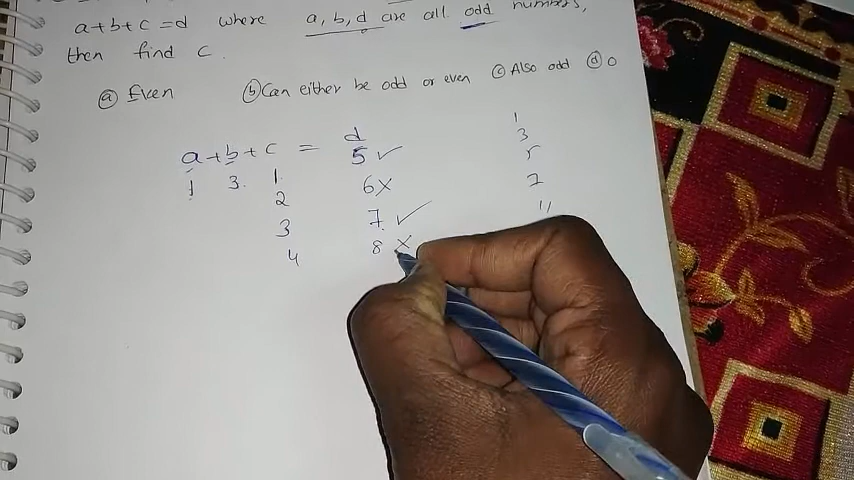 a+b+c = d where a, b, d are all odd numbers,
then find c.
(a) Even (b) Can either be odd or even (c) Also odd (d) 0
a+b+c = d
1 3 1 5 ✓
2 6 X
3 7 ✓
4 8 X
1
3
7